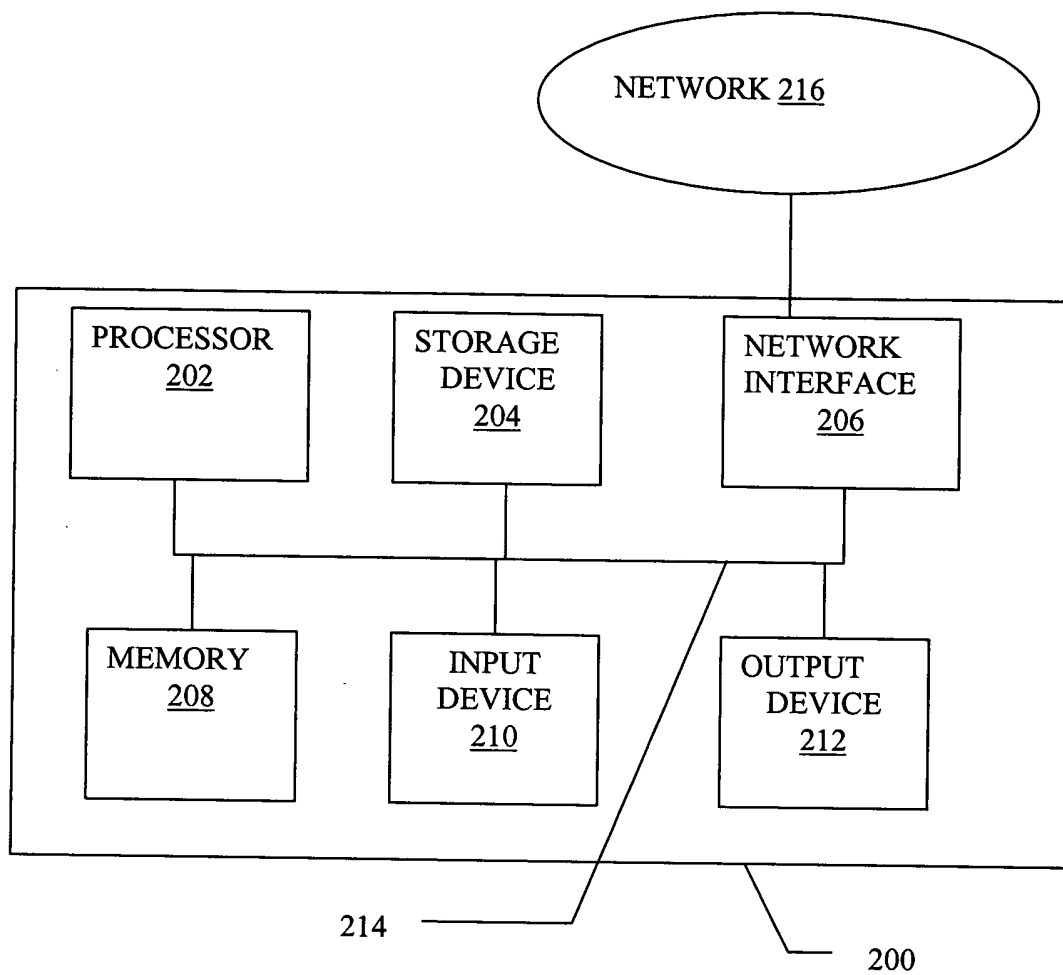 NETWORK 216
PROCESSOR
202
STORAGE
DEVICE
204
NETWORK
INTERFACE
206
MEMORY
208
INPUT
DEVICE
210
OUTPUT
DEVICE
212
214
200